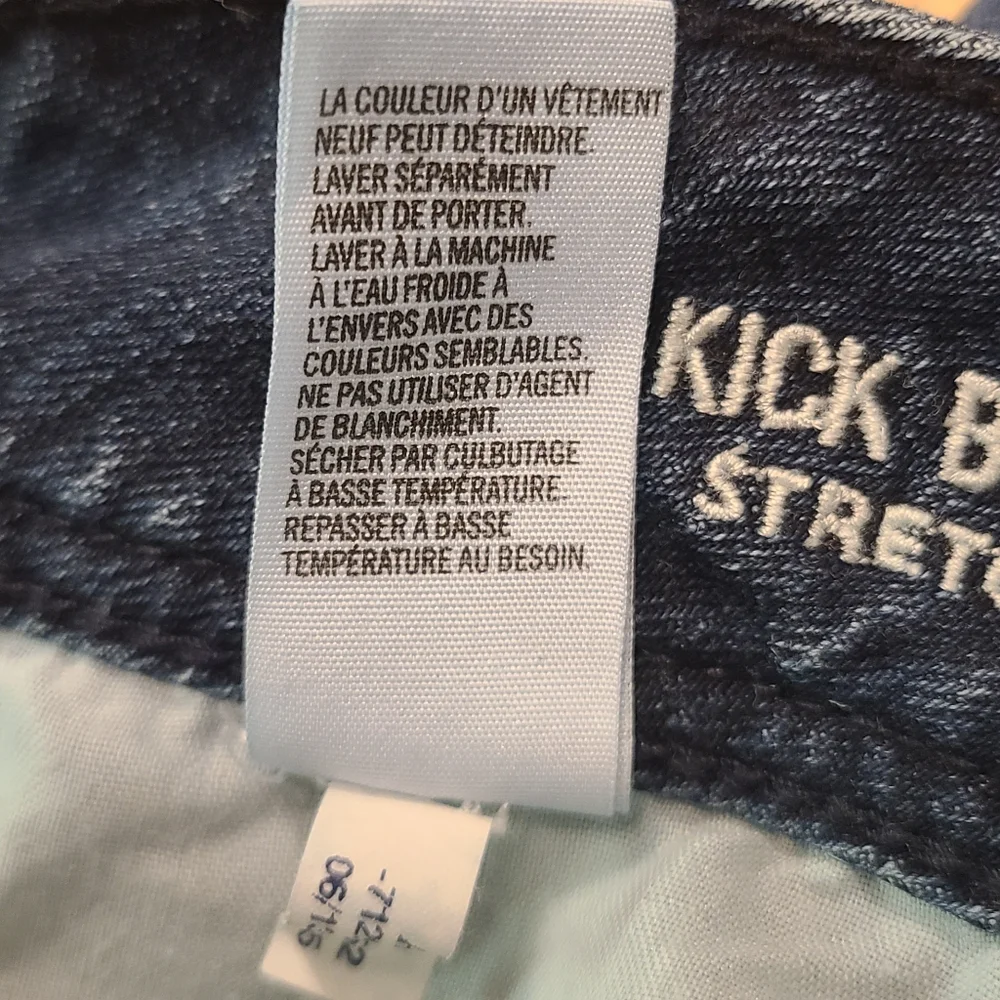 LA COULEUR D'UN VÊTEMENT
NEUF PEUT DÉTEINDRE.
LAVER SÉPARÉMENT
AVANT DE PORTER.
LAVER À LA MACHINE
À L'EAU FROIDE À
L'ENVERS AVEC DES
COULEURS SEMBLABLES.
NE PAS UTILISER D'AGENT
DE BLANCHIMENT.
SÉCHER PAR CULBUTAGE
À BASSE TEMPÉRATURE.
REPASSER À BASSE
TEMPÉRATURE AU BESOIN.
KICK B
STRETC
-712-2
06/15